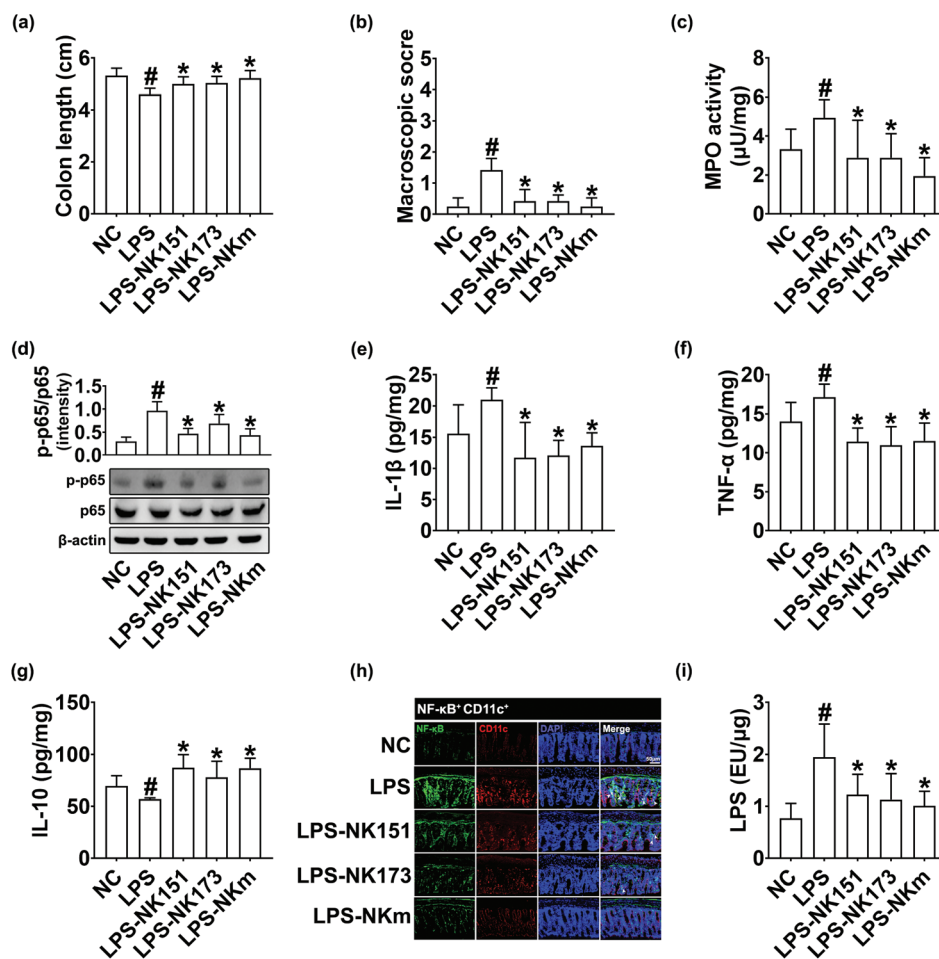 (a)
Colon length (cm)
8
6
4
2
0
#
*
*
*
NC
LPS
LPS-NK151
LPS-NK173
LPS-NKm
(b)
Macroscopic socre
5
4
3
2
1
0
#
*
*
*
NC
LPS
LPS-NK151
LPS-NK173
LPS-NKm
(c)
MPO activity
(μU/mg)
8
6
4
2
0
#
*
*
*
NC
LPS
LPS-NK151
LPS-NK173
LPS-NKm
(d)
p-p65/p65
(intensity)
1.5
1.0
0.5
0.0
#
*
*
*
p-p65
p65
β-actin
NC
LPS
LPS-NK151
LPS-NK173
LPS-NKm
(e)
IL-1β (pg/mg)
25
20
15
10
5
0
#
*
*
*
NC
LPS
LPS-NK151
LPS-NK173
LPS-NKm
(f)
TNF-α (pg/mg)
25
20
15
10
5
0
#
*
*
*
NC
LPS
LPS-NK151
LPS-NK173
LPS-NKm
(g)
IL-10 (pg/mg)
150
100
50
0
#
*
*
*
NC
LPS
LPS-NK151
LPS-NK173
LPS-NKm
(h)
NF-κB⁺ CD11c⁺
NF-κB CD11c DAPI Merge
50μm
NC
LPS
LPS-NK151
LPS-NK173
LPS-NKm
(i)
LPS (EU/μg)
3
2
1
0
#
*
*
*
NC
LPS
LPS-NK151
LPS-NK173
LPS-NKm